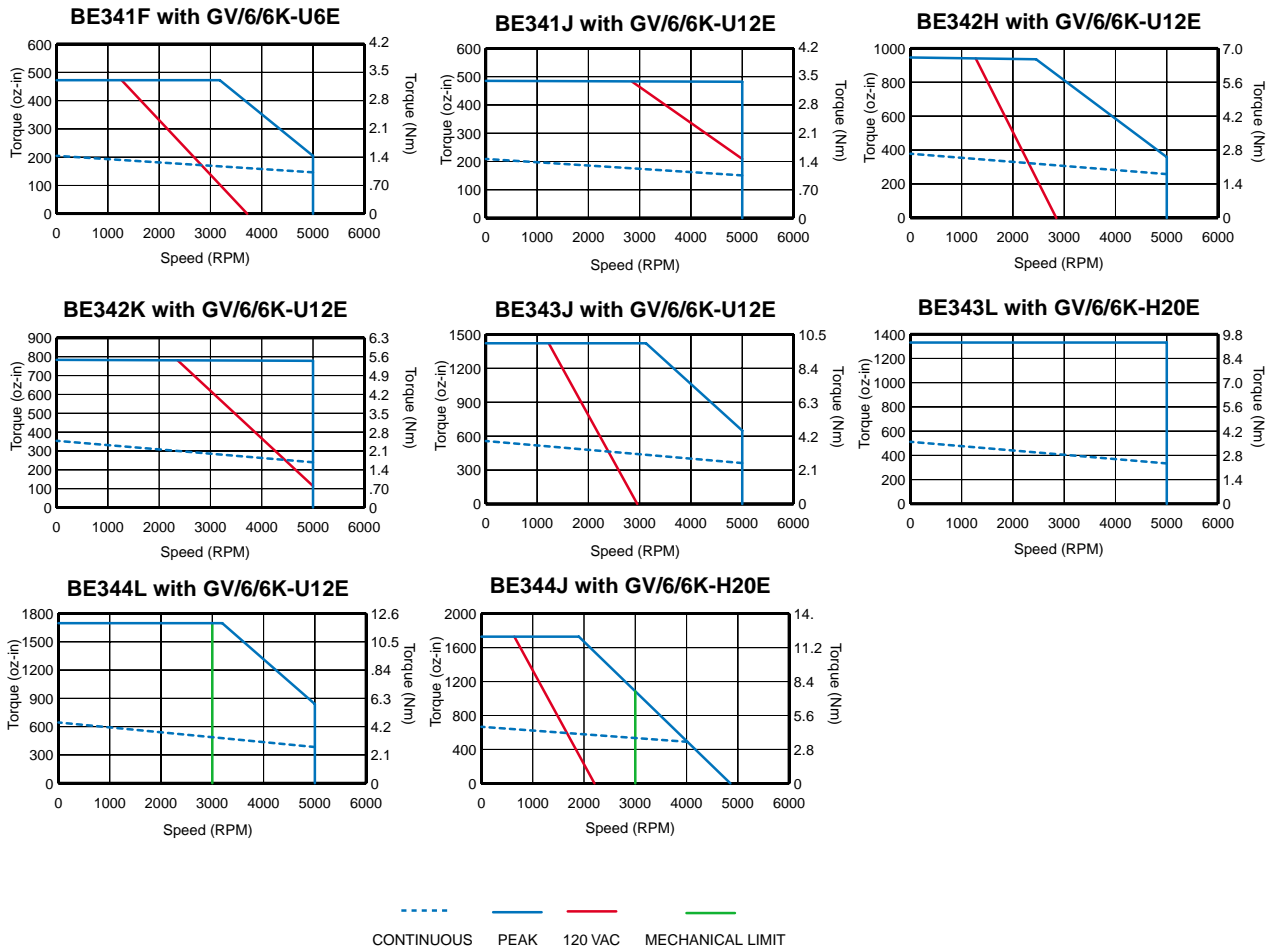 BE341F with GV/6/6K-U6E
600
500
400
300
200
100
0
Torque (oz-in)
4.2
3.5
2.8
2.1
1.4
.70
0
Torque (Nm)
0 1000 2000 3000 4000 5000 6000
Speed (RPM)
BE341J with GV/6/6K-U12E
600
500
400
300
200
100
0
Torque (oz-in)
4.2
3.5
2.8
2.1
1.4
.70
0
Torque (Nm)
0 1000 2000 3000 4000 5000 6000
Speed (RPM)
BE342H with GV/6/6K-U12E
1000
800
600
400
200
0
Torque (oz-in)
7.0
5.6
4.2
2.8
1.4
0
Torque (Nm)
0 1000 2000 3000 4000 5000 6000
Speed (RPM)
BE342K with GV/6/6K-U12E
900
800
700
600
500
400
300
200
100
0
Torque (oz-in)
6.3
5.6
4.9
4.2
3.5
2.8
2.1
1.4
.70
0
Torque (Nm)
0 1000 2000 3000 4000 5000 6000
Speed (RPM)
BE343J with GV/6/6K-U12E
1500
1200
900
600
300
0
Torque (oz-in)
10.5
8.4
6.3
4.2
2.1
0
Torque (Nm)
0 1000 2000 3000 4000 5000 6000
Speed (RPM)
BE343L with GV/6/6K-H20E
1400
1200
1000
800
600
400
200
0
Torque (oz-in)
9.8
8.4
7.0
5.6
4.2
2.8
1.4
0
Torque (Nm)
0 1000 2000 3000 4000 5000 6000
Speed (RPM)
BE344L with GV/6/6K-U12E
1800
1500
1200
900
600
300
0
Torque (oz-in)
12.6
10.5
84
6.3
4.2
2.1
0
Torque (Nm)
0 1000 2000 3000 4000 5000 6000
Speed (RPM)
BE344J with GV/6/6K-H20E
2000
1600
1200
800
400
0
Torque (oz-in)
14.
11.2
8.4
5.6
2.8
0
Torque (Nm)
0 1000 2000 3000 4000 5000 6000
Speed (RPM)
CONTINUOUS PEAK 120 VAC MECHANICAL LIMIT